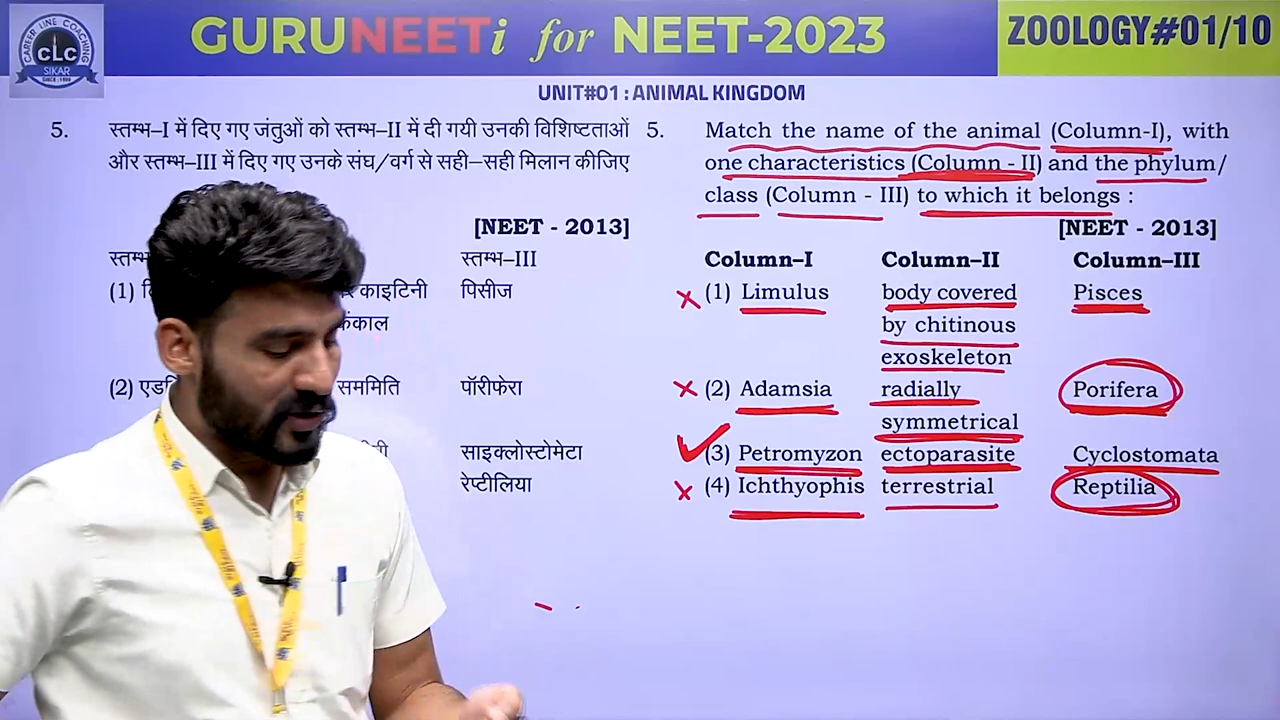 CAREER LINE COACHING
CLC
SIKAR
SINCE : 1996
GURUNEETi for NEET-2023
ZOOLOGY#01/10
UNIT#01 : ANIMAL KINGDOM
5. स्तम्भ–I में दिए गए जंतुओं को स्तम्भ–II में दी गयी उनकी विशिष्टताओं
और स्तम्भ–III में दिए गए उनके संघ/वर्ग से सही–सही मिलान कीजिए
[NEET - 2013]
स्तम्भ–III
(1) काइटिनी पिसीज
(2) सममिति पॉरीफेरा
साइक्लोस्टोमेटा
रेप्टीलिया
5. Match the name of the animal (Column-I), with
one characteristics (Column - II) and the phylum/
class (Column - III) to which it belongs :
[NEET - 2013]
Column–I Column–II Column–III
(1) Limulus body covered Pisces
by chitinous
exoskeleton
(2) Adamsia radially Porifera
symmetrical
(3) Petromyzon ectoparasite Cyclostomata
(4) Ichthyophis terrestrial Reptilia